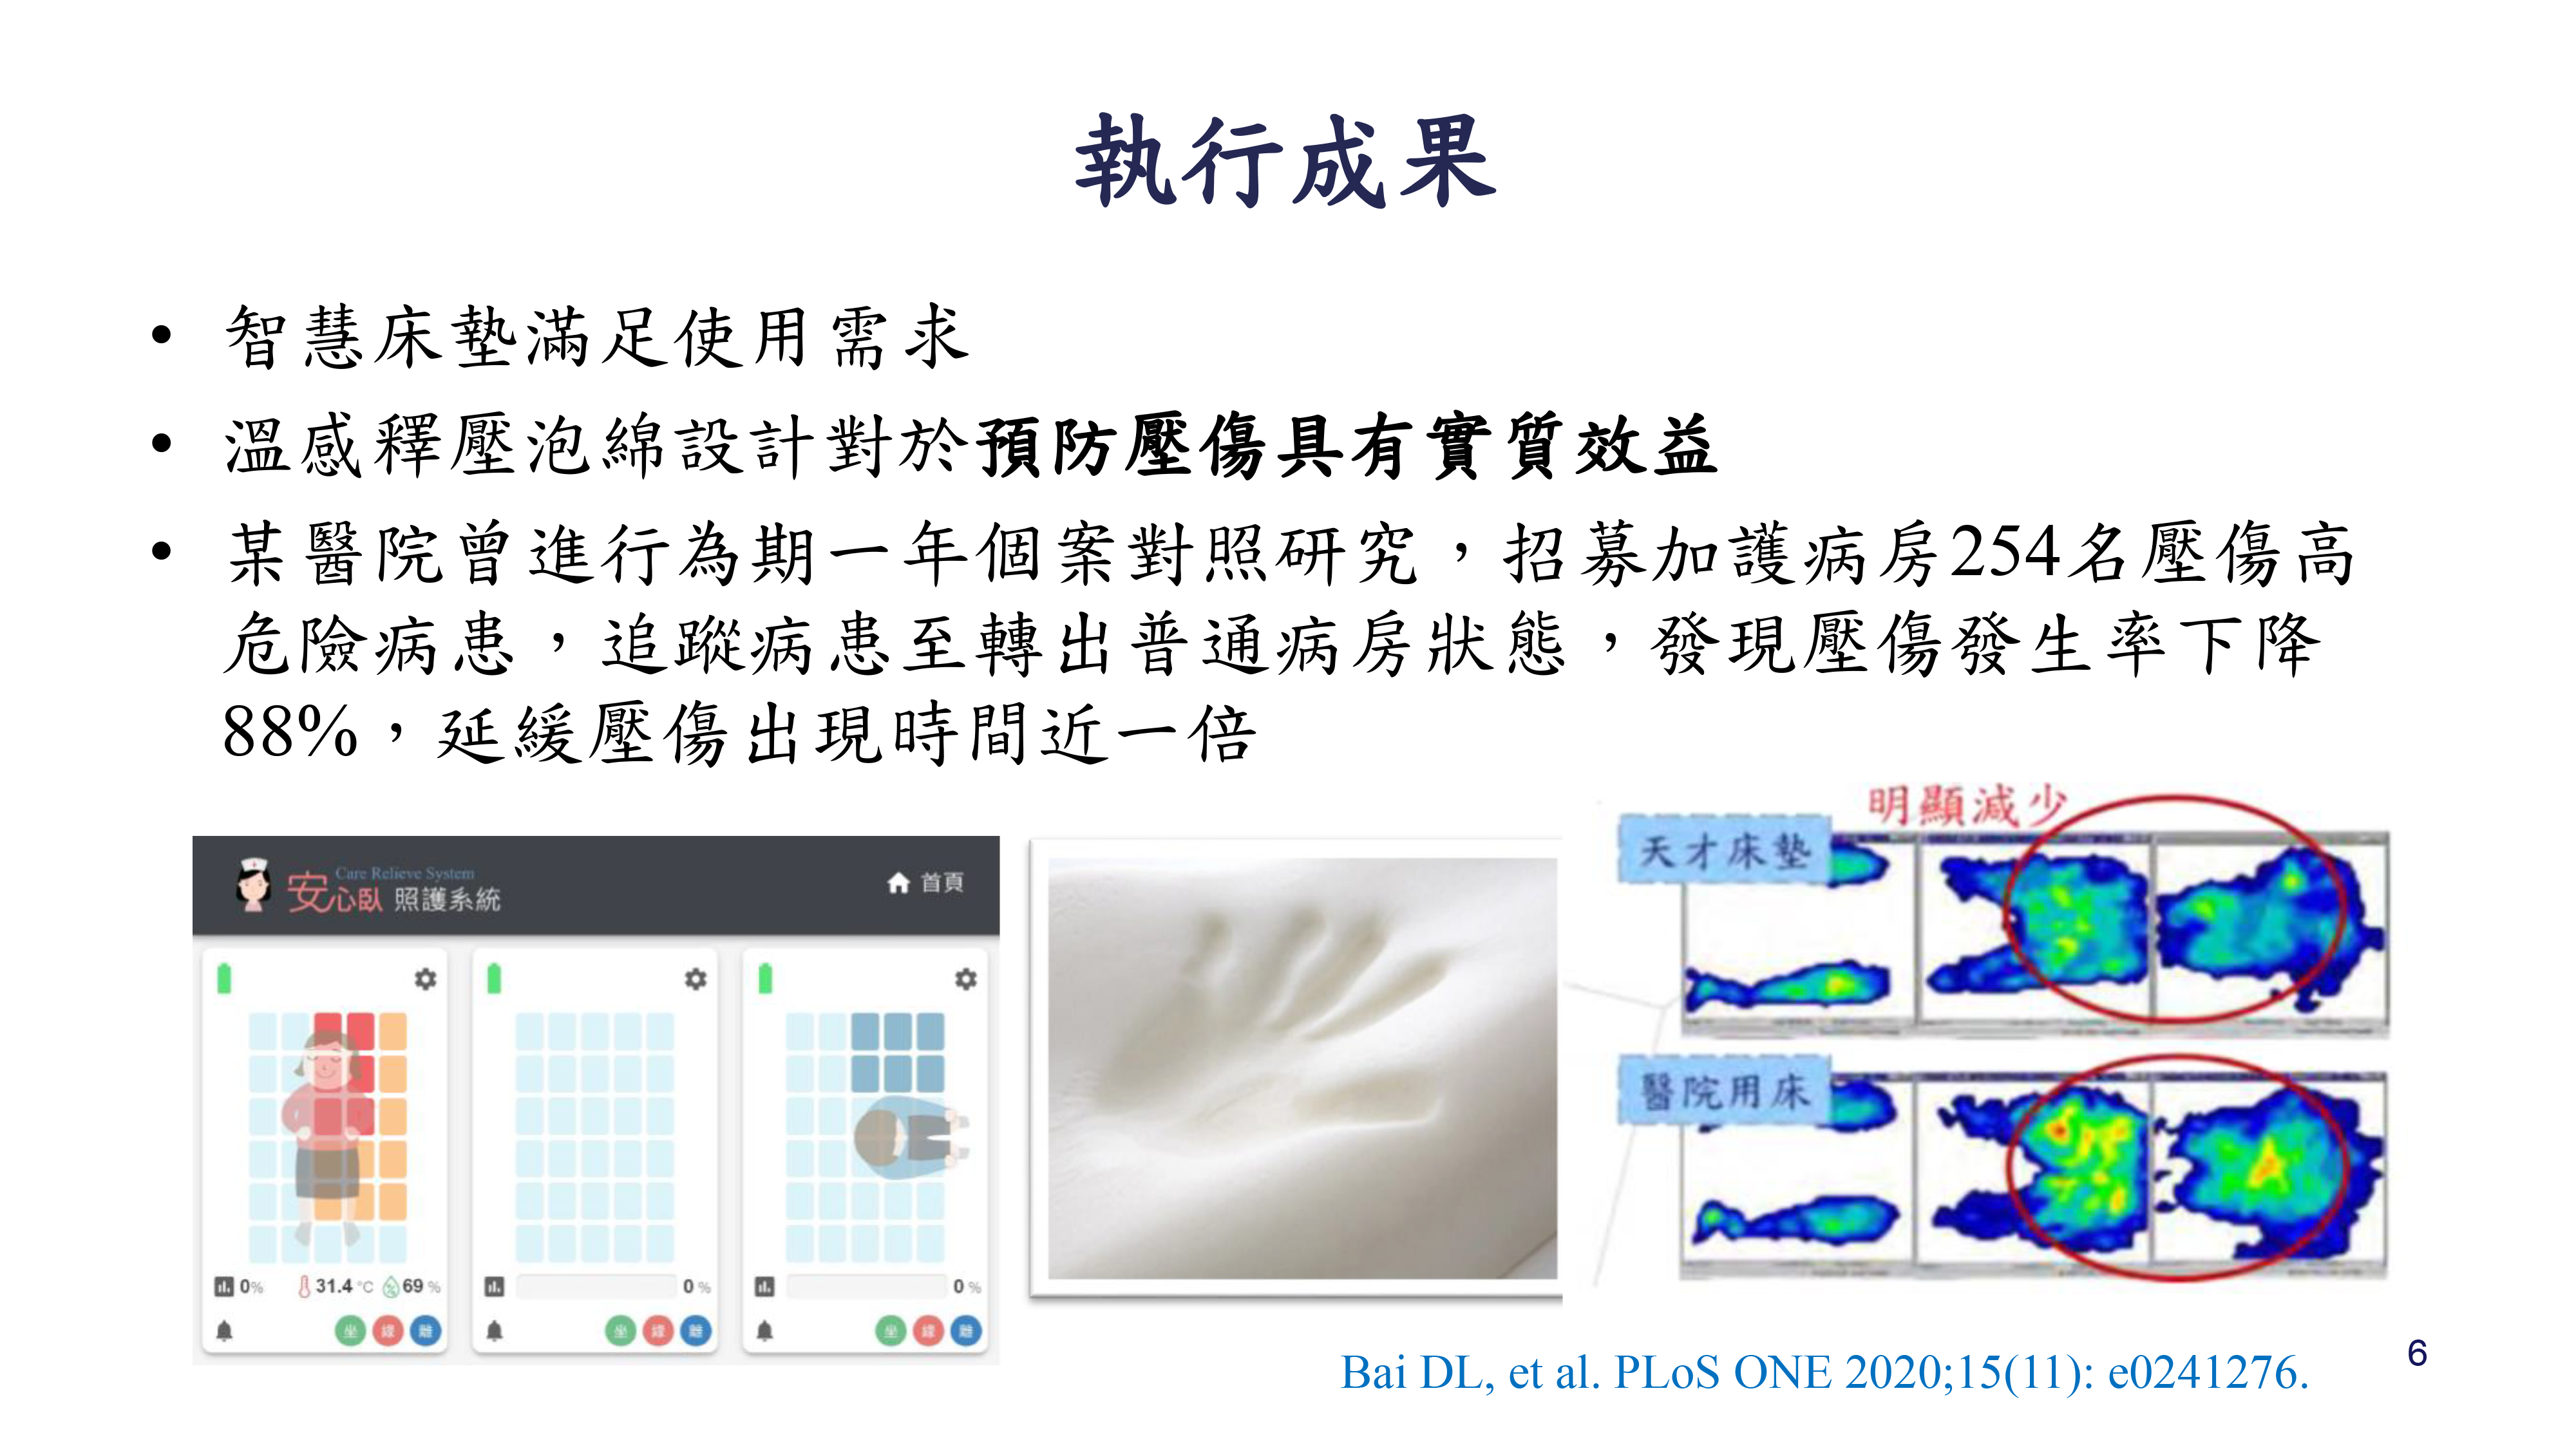 執行成果
• 智慧床墊滿足使用需求
• 溫感釋壓泡綿設計對於預防壓傷具有實質效益
• 某醫院曾進行為期一年個案對照研究，招募加護病房254名壓傷高
危險病患，追蹤病患至轉出普通病房狀態，發現壓傷發生率下降
88%，延緩壓傷出現時間近一倍
Care Relieve System
安心臥 照護系統
首頁
0% 31.4 °C 69 %
0 %
0 %
坐 緣 離
坐 緣 離
坐 緣 離
明顯減少
天才床墊
醫院用床
Bai DL, et al. PLoS ONE 2020;15(11): e0241276.
6